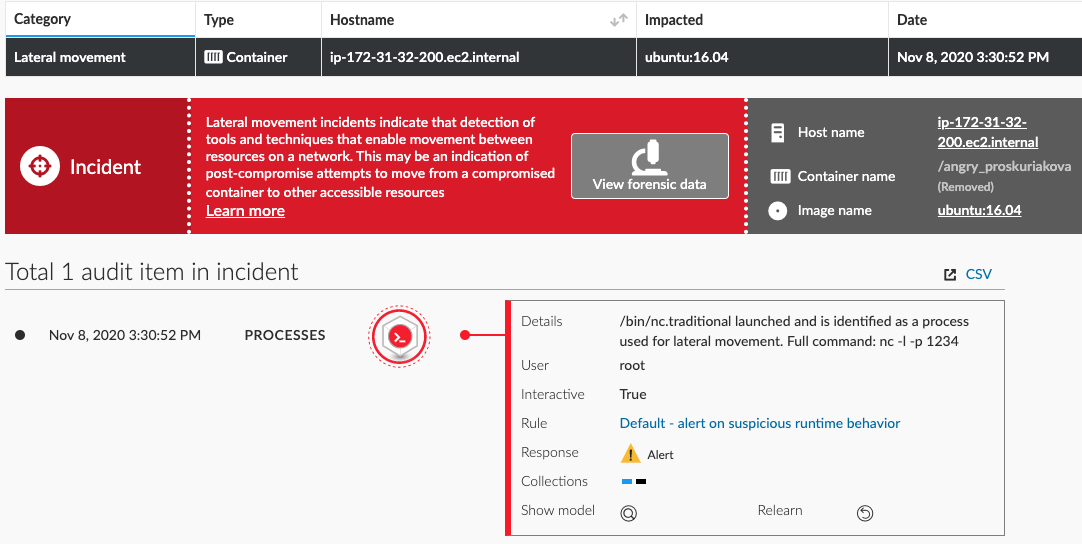 Category Type Hostname Impacted Date
Lateral movement Container ip-172-31-32-200.ec2.internal ubuntu:16.04 Nov 8, 2020 3:30:52 PM
Incident
Lateral movement incidents indicate that detection of
tools and techniques that enable movement between
resources on a network. This may be an indication of
post-compromise attempts to move from a compromised
container to other accessible resources
Learn more
View forensic data
Host name ip-172-31-32-
200.ec2.internal
Container name /angry_proskuriakova
(Removed)
Image name ubuntu:16.04
Total 1 audit item in incident CSV
Nov 8, 2020 3:30:52 PM PROCESSES
Details /bin/nc.traditional launched and is identified as a process
used for lateral movement. Full command: nc -l -p 1234
User root
Interactive True
Rule Default - alert on suspicious runtime behavior
Response Alert
Collections
Show model Relearn